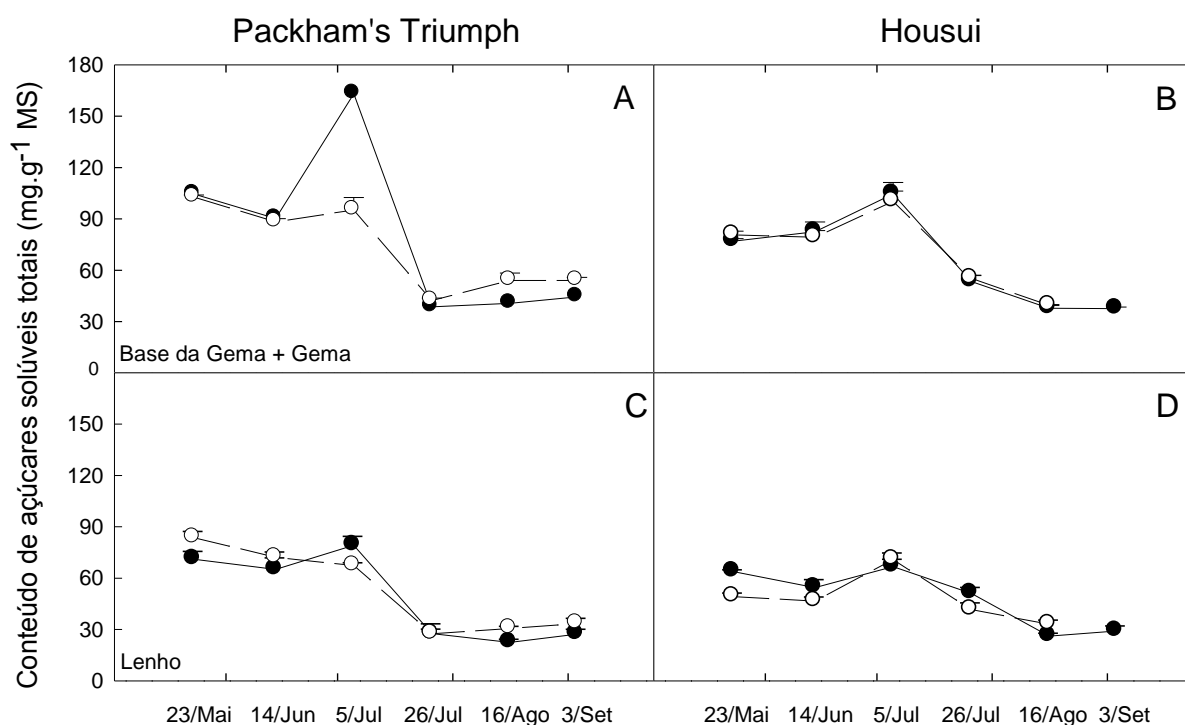 Packham's Triumph
Housui
Conteúdo de açúcares solúveis totais (mg.g-1 MS)
180
150
120
90
60
30
0
A
B
Base da Gema + Gema
150
120
90
60
30
0
C
D
Lenho
23/Mai 14/Jun 5/Jul 26/Jul 16/Ago 3/Set
23/Mai 14/Jun 5/Jul 26/Jul 16/Ago 3/Set